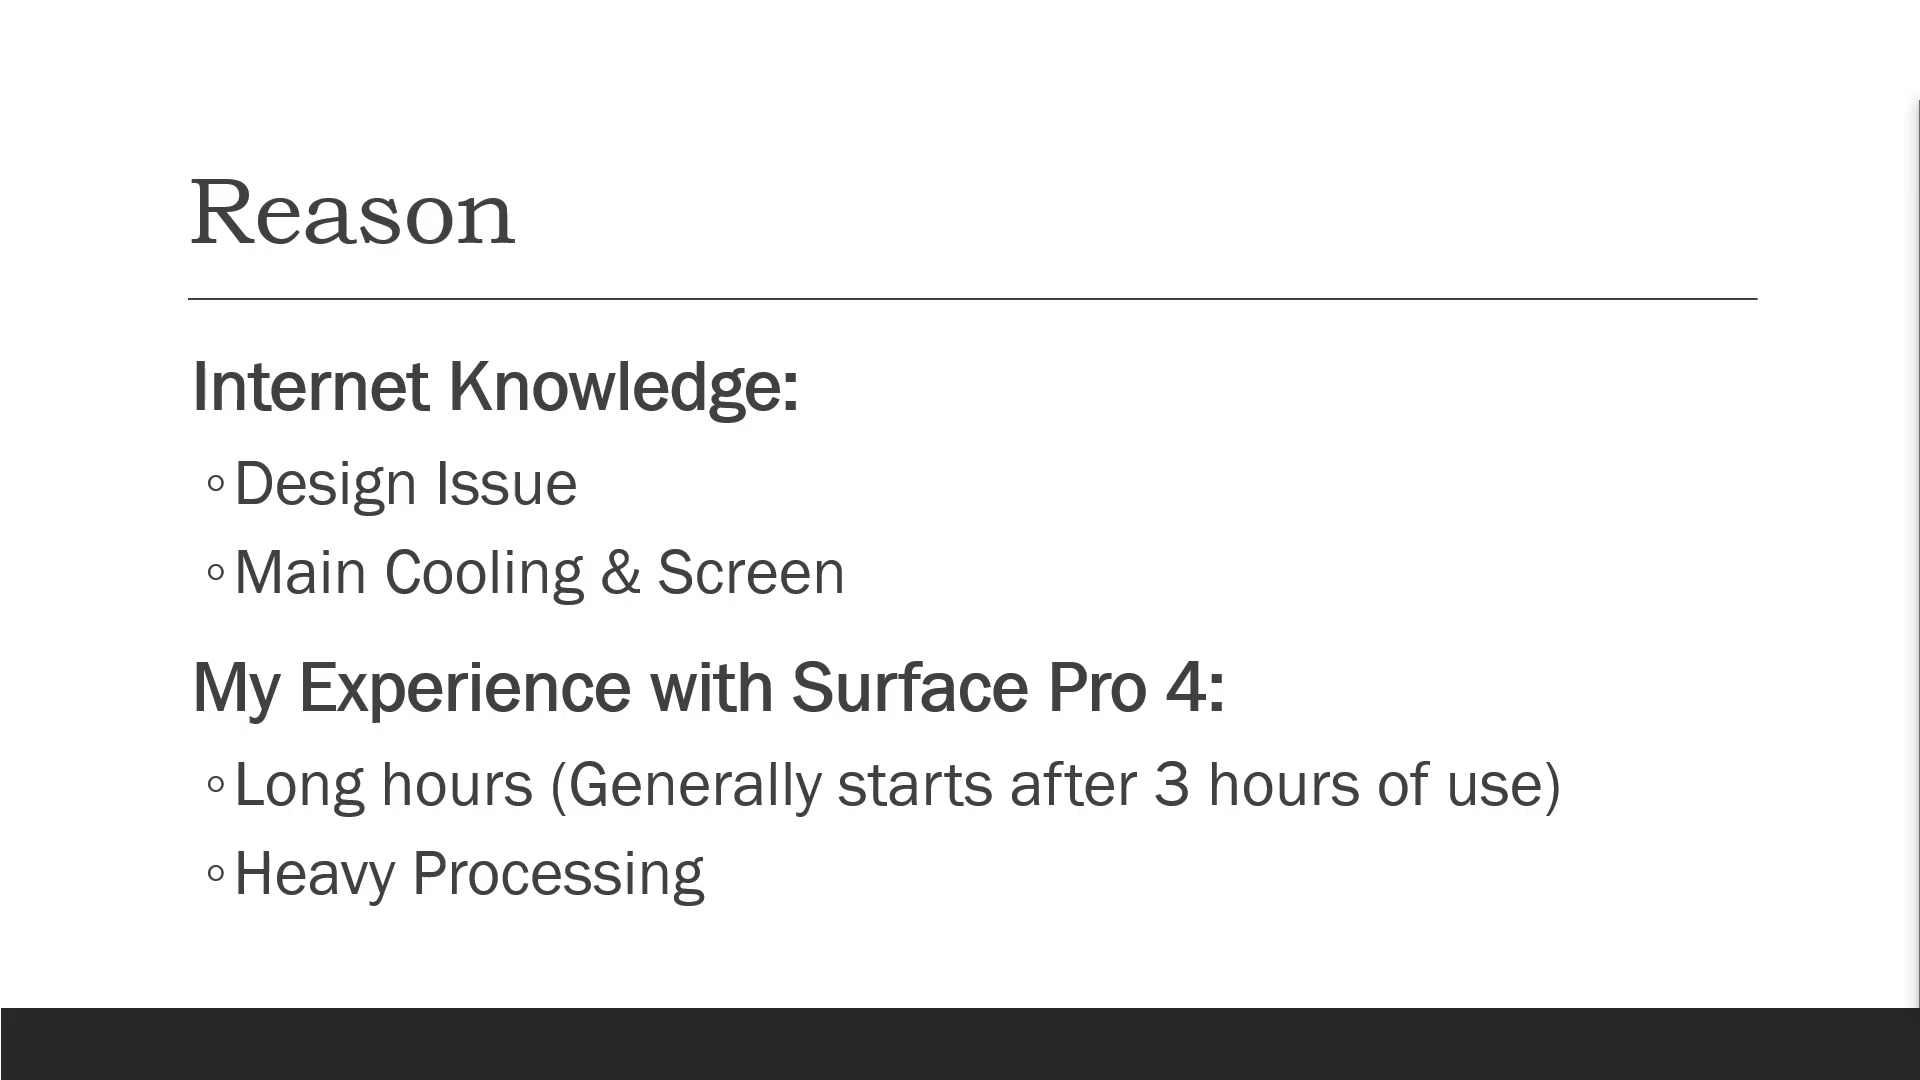 Reason
Internet Knowledge:
◦Design Issue
◦Main Cooling & Screen
My Experience with Surface Pro 4:
◦Long hours (Generally starts after 3 hours of use)
◦Heavy Processing